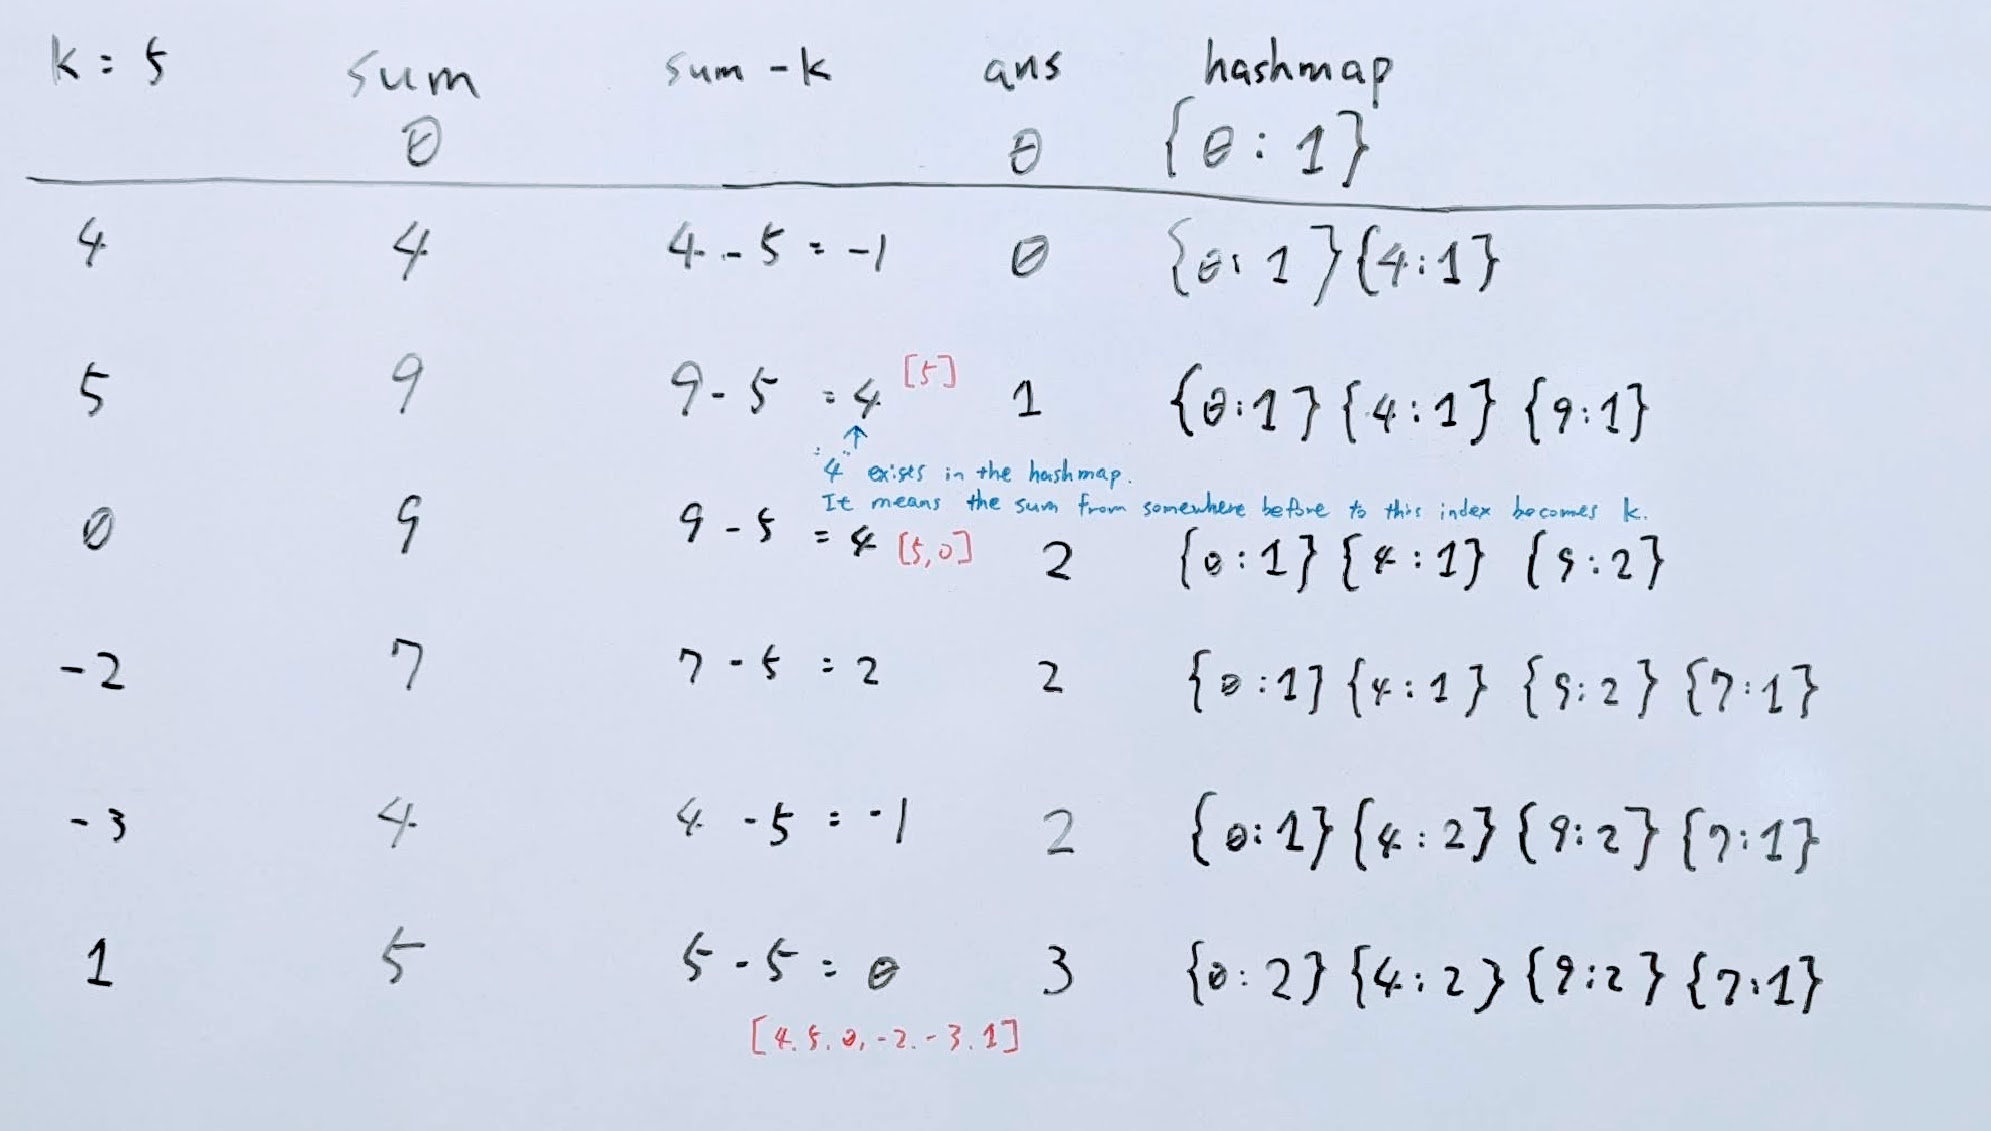 k = 5 sum sum - k ans hashmap
0 0 {0 : 1}
4 4 4 - 5 = -1 0 {0 : 1} {4 : 1}
5 9 9 - 5 = 4 [5] 1 {0 : 1} {4 : 1} {9 : 1}
↑
"4" exists in the hashmap.
It means the sum from somewhere before to this index becomes k.
0 9 9 - 5 = 4 [5, 0] 2 {0 : 1} {4 : 1} {9 : 2}
-2 7 7 - 5 = 2 2 {0 : 1} {4 : 1} {9 : 2} {7 : 1}
-3 4 4 - 5 = -1 2 {0 : 1} {4 : 2} {9 : 2} {7 : 1}
1 5 5 - 5 = 0 3 {0 : 2} {4 : 2} {9 : 2} {7 : 1}
[4. 5. 0, -2. -3. 1]